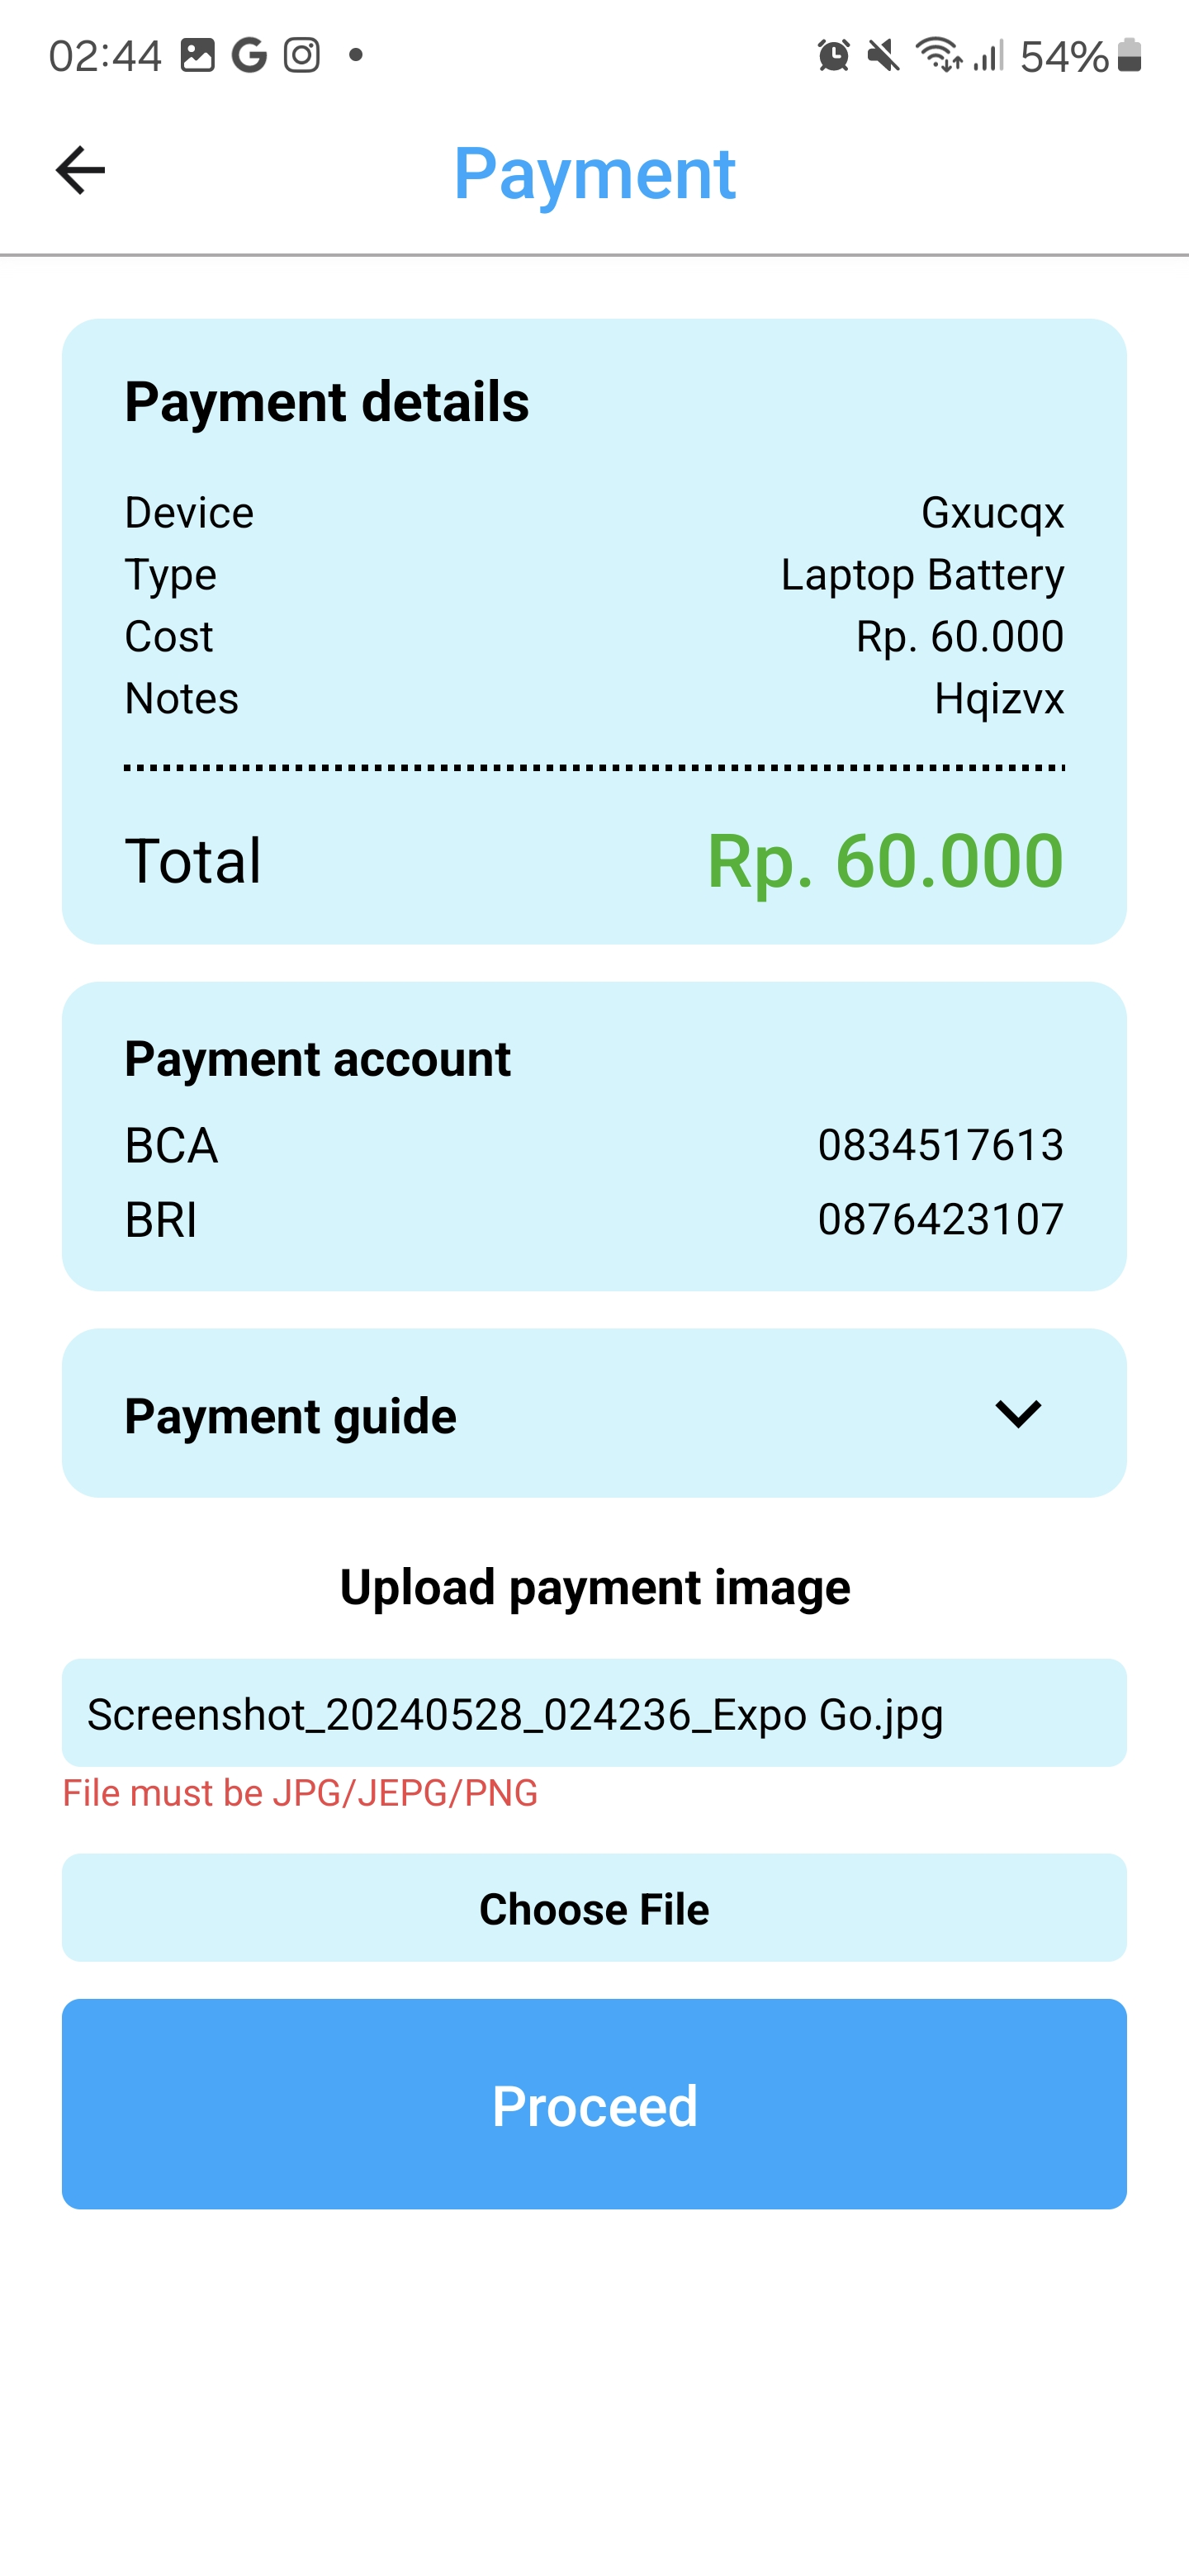 02:44 54%
Payment
Payment details
Device Gxucqx
Type Laptop Battery
Cost Rp. 60.000
Notes Hqizvx
Total Rp. 60.000
Payment account
BCA 0834517613
BRI 0876423107
Payment guide
Upload payment image
Screenshot_20240528_024236_Expo Go.jpg
File must be JPG/JEPG/PNG
Choose File
Proceed